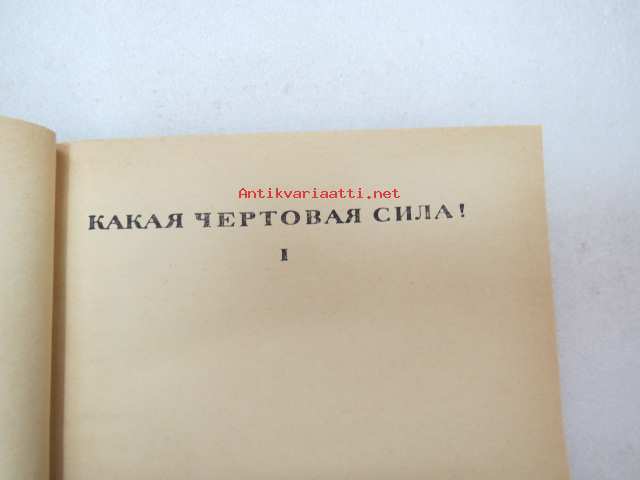 Antikvariaatti.net
КАКАЯ ЧЕРТОВАЯ СИЛА!
I